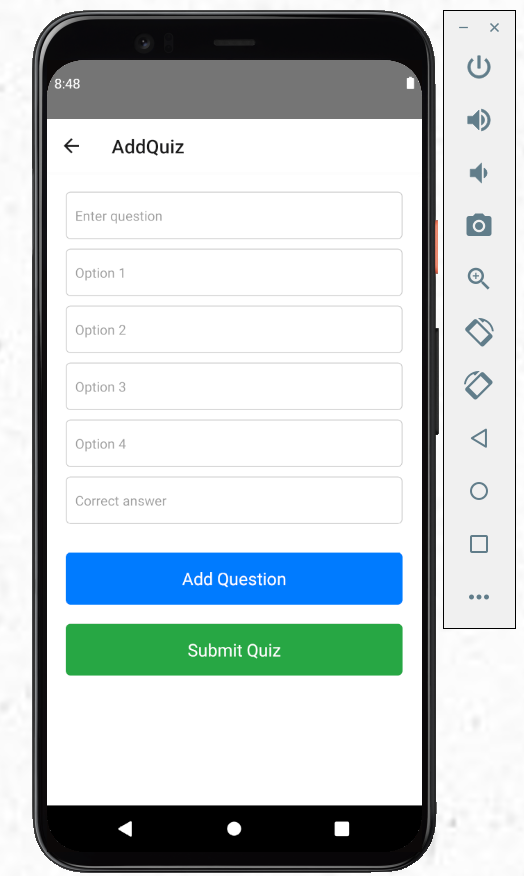 8:48
AddQuiz
Enter question
Option 1
Option 2
Option 3
Option 4
Correct answer
Add Question
Submit Quiz